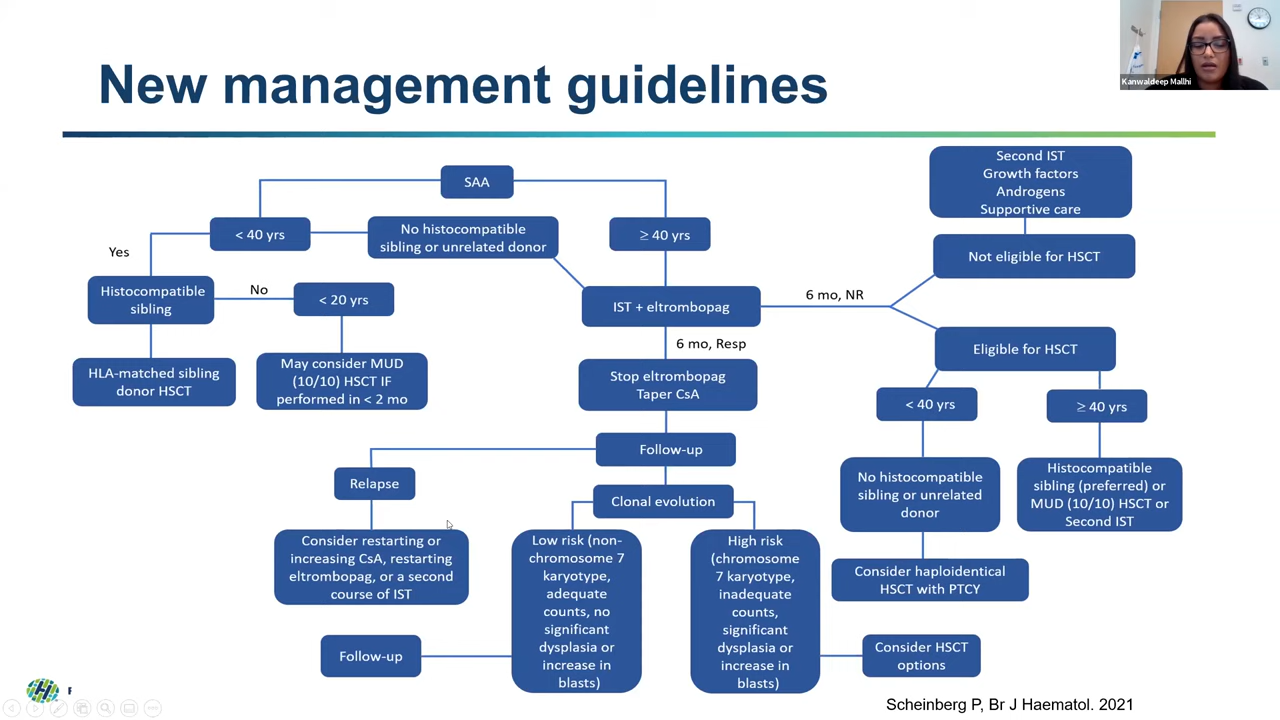 Kanwaldeep Mallhi
New management guidelines
SAA
< 40 yrs
No histocompatible
sibling or unrelated donor
≥ 40 yrs
Second IST
Growth factors
Androgens
Supportive care
Not eligible for HSCT
Yes
Histocompatible
sibling
No
< 20 yrs
IST + eltrombopag
6 mo, NR
6 mo, Resp
Eligible for HSCT
HLA-matched sibling
donor HSCT
May consider MUD
(10/10) HSCT IF
performed in < 2 mo
Stop eltrombopag
Taper CsA
< 40 yrs
≥ 40 yrs
Follow-up
Relapse
Clonal evolution
No histocompatible
sibling or unrelated
donor
Histocompatible
sibling (preferred) or
MUD (10/10) HSCT or
Second IST
Consider restarting or
increasing CsA, restarting
eltrombopag, or a second
course of IST
Low risk (non-
chromosome 7
karyotype,
adequate
counts, no
significant
dysplasia or
increase in
blasts)
High risk
(chromosome
7 karyotype,
inadequate
counts,
significant
dysplasia or
increase in
blasts)
Consider haploidentical
HSCT with PTCY
Follow-up
Consider HSCT
options
F
Scheinberg P, Br J Haematol. 2021